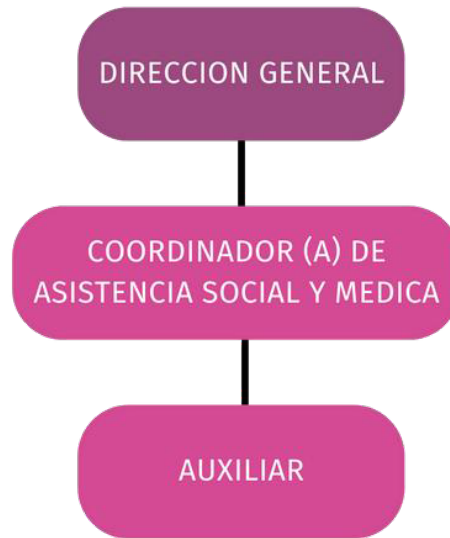 DIRECCION GENERAL
COORDINADOR (A) DE
ASISTENCIA SOCIAL Y MEDICA
AUXILIAR